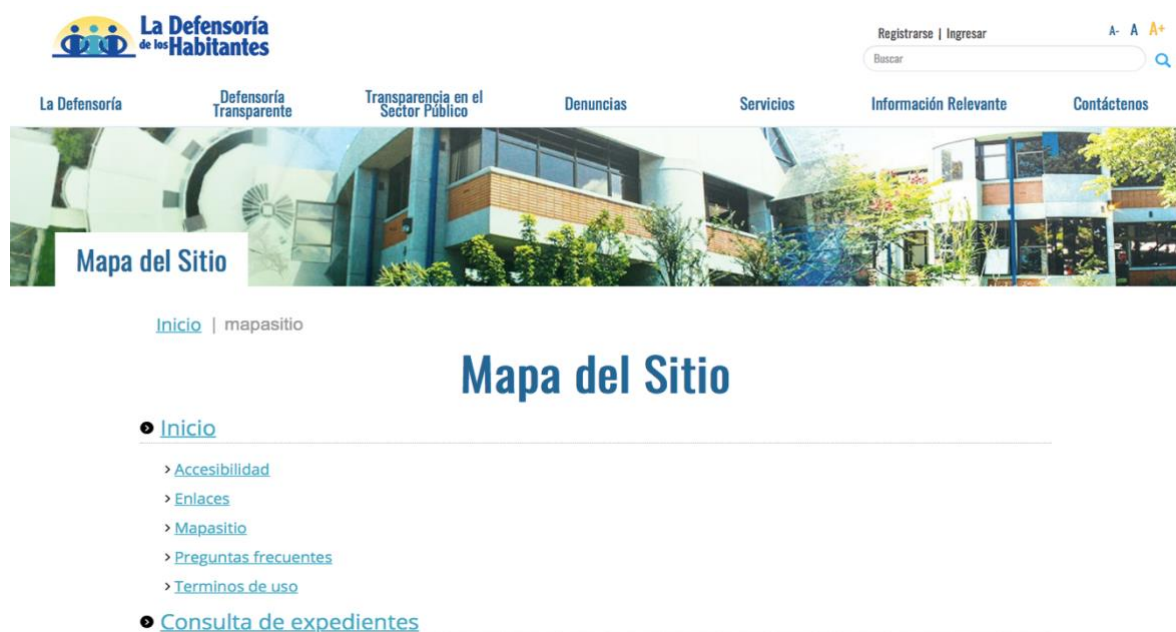 La Defensoría
de los Habitantes
Registrarse | Ingresar
A- A A+
Buscar
La Defensoría
Defensoría
Transparente
Transparencia en el
Sector Público
Denuncias
Servicios
Información Relevante
Contáctenos
Mapa del Sitio
Inicio | mapasitio
Mapa del Sitio
Inicio
> Accesibilidad
> Enlaces
> Mapasitio
> Preguntas frecuentes
> Terminos de uso
Consulta de expedientes